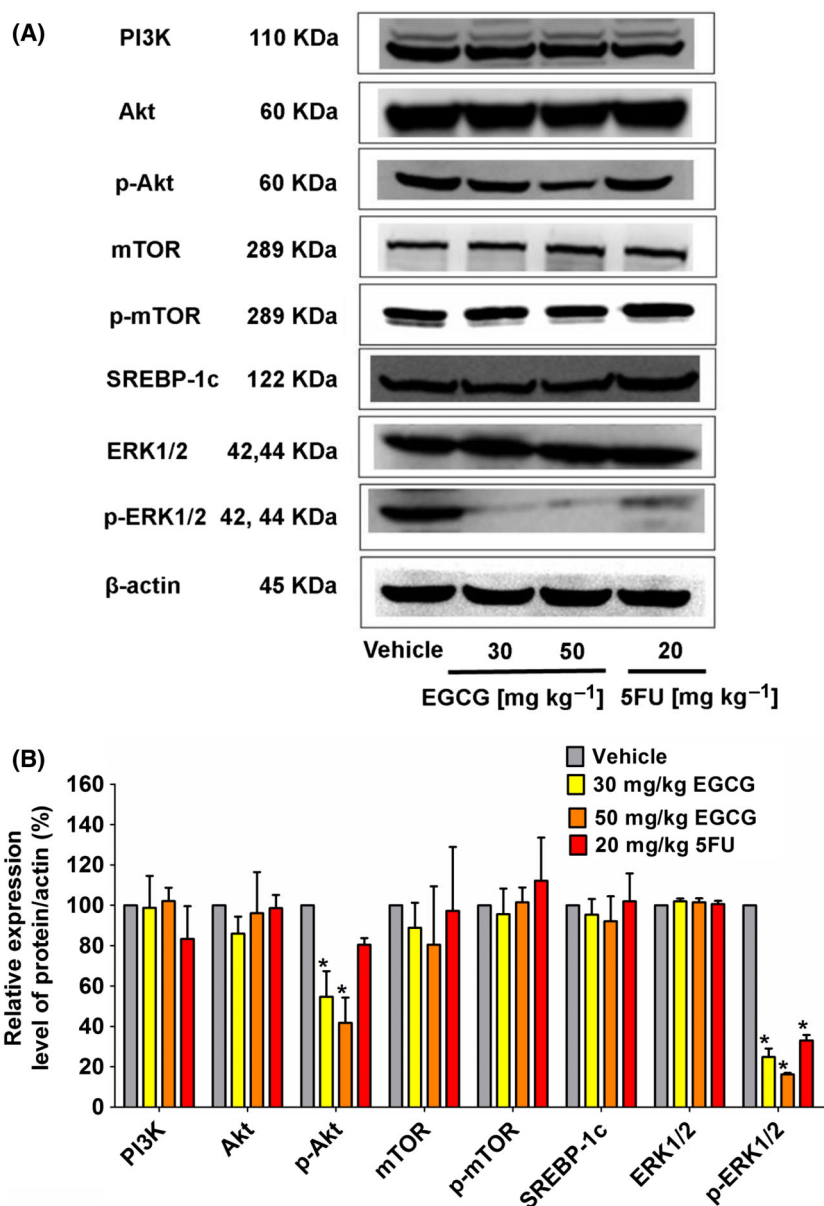 (A)
PI3K 110 KDa
Akt 60 KDa
p-Akt 60 KDa
mTOR 289 KDa
p-mTOR 289 KDa
SREBP-1c 122 KDa
ERK1/2 42,44 KDa
p-ERK1/2 42, 44 KDa
β-actin 45 KDa
Vehicle 30 50 20
EGCG [mg kg⁻¹] 5FU [mg kg⁻¹]
(B)
Vehicle
30 mg/kg EGCG
50 mg/kg EGCG
20 mg/kg 5FU
Relative expression
level of protein/actin (%)
160
140
120
100
80
60
40
20
0
* * * * *
PI3K Akt p-Akt mTOR p-mTOR SREBP-1c ERK1/2 p-ERK1/2